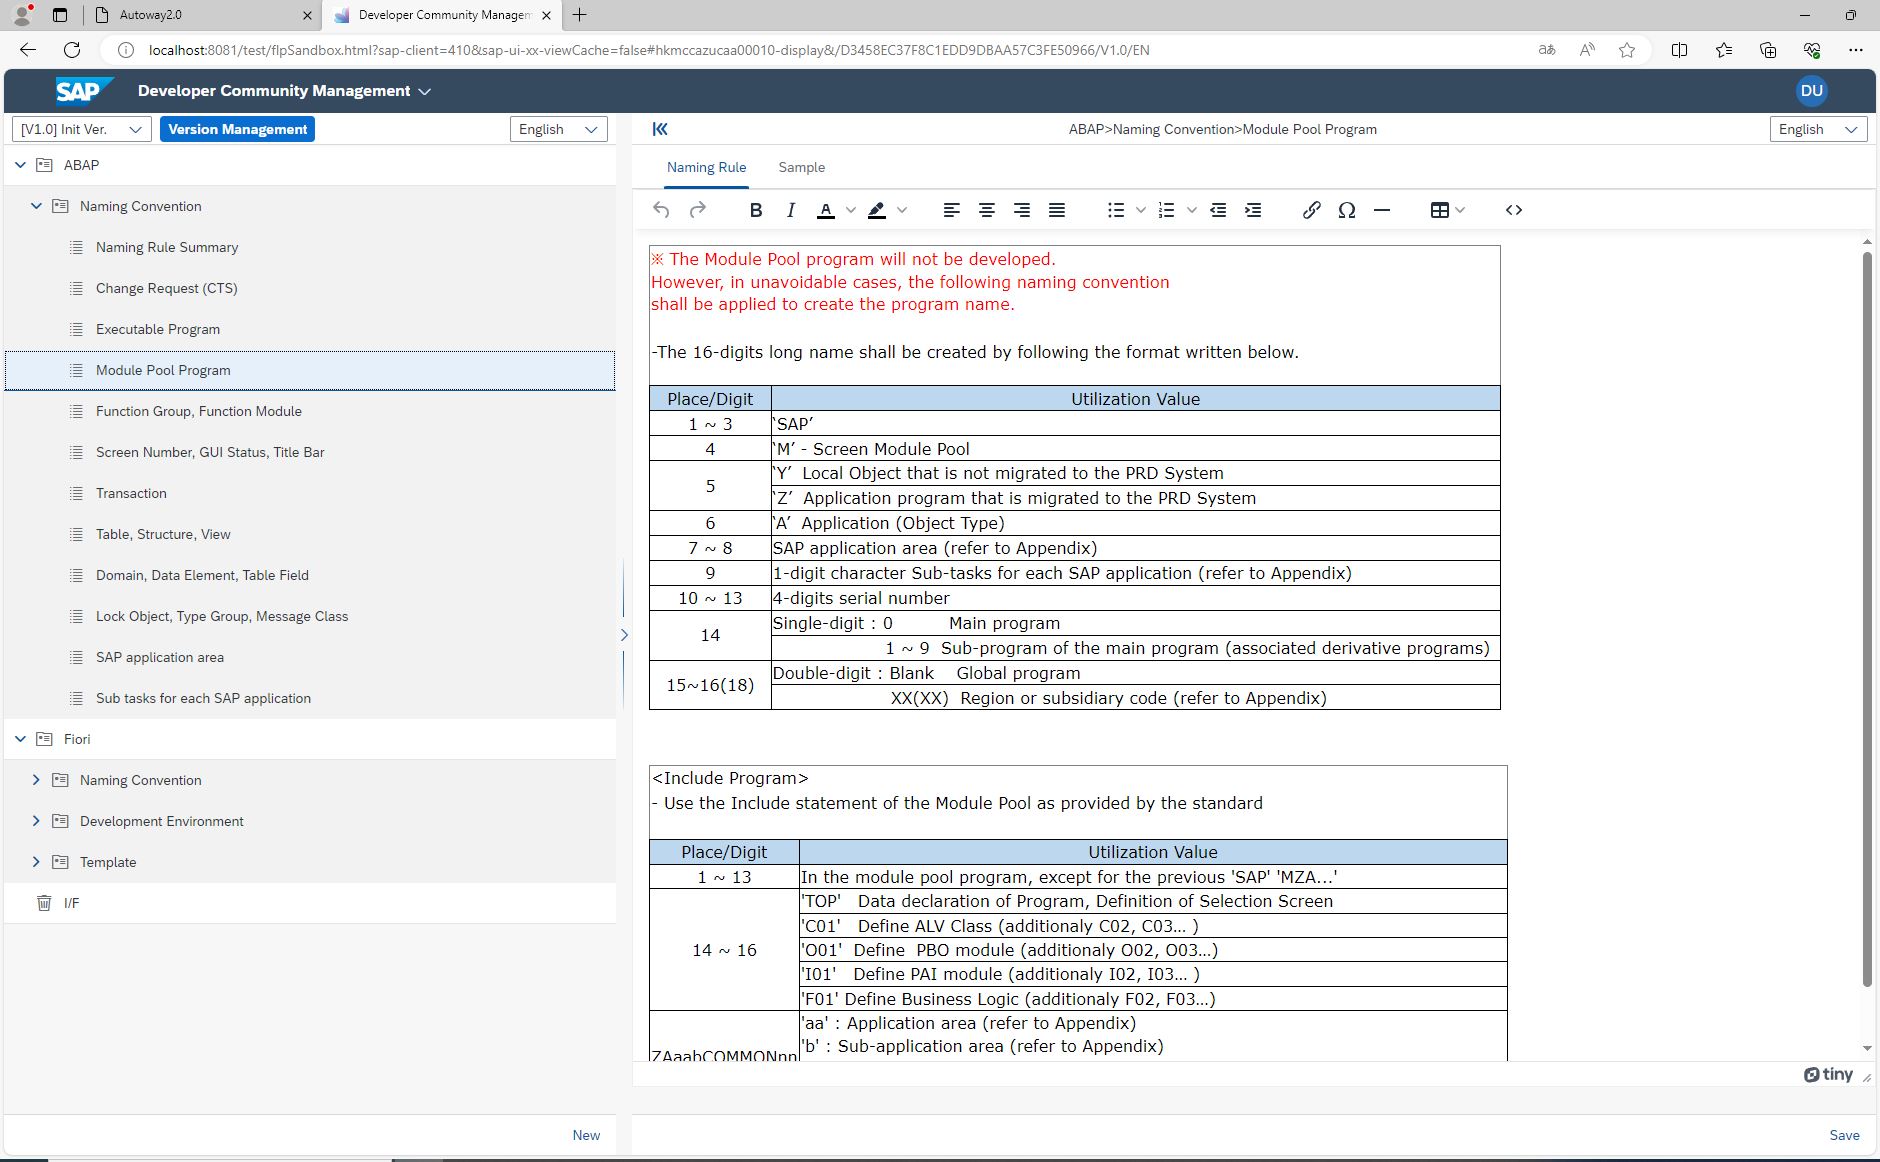 Autoway2.0
Developer Community Managem
localhost:8081/test/flpSandbox.html?sap-client=410&sap-ui-xx-viewCache=false#hkmccazucaa00010-display&/D3458EC37F8C1EDD9DBAA57C3FE50966/V1.0/EN
SAP Developer Community Management DU
[V1.0] Init Ver. Version Management English
ABAP>Naming Convention>Module Pool Program English
ABAP
Naming Convention
Naming Rule Summary
Change Request (CTS)
Executable Program
Module Pool Program
Function Group, Function Module
Screen Number, GUI Status, Title Bar
Transaction
Table, Structure, View
Domain, Data Element, Table Field
Lock Object, Type Group, Message Class
SAP application area
Sub tasks for each SAP application
Fiori
Naming Convention
Development Environment
Template
I/F
New
Naming Rule Sample
※ The Module Pool program will not be developed.
However, in unavoidable cases, the following naming convention
shall be applied to create the program name.
-The 16-digits long name shall be created by following the format written below.
Place/Digit Utilization Value
1 ~ 3 ‘SAP’
4 ‘M’ - Screen Module Pool
5 ‘Y’ Local Object that is not migrated to the PRD System
‘Z’ Application program that is migrated to the PRD System
6 ‘A’ Application (Object Type)
7 ~ 8 SAP application area (refer to Appendix)
9 1-digit character Sub-tasks for each SAP application (refer to Appendix)
10 ~ 13 4-digits serial number
14 Single-digit : 0 Main program
1 ~ 9 Sub-program of the main program (associated derivative programs)
15~16(18) Double-digit : Blank Global program
XX(XX) Region or subsidiary code (refer to Appendix)
<Include Program>
- Use the Include statement of the Module Pool as provided by the standard
Place/Digit Utilization Value
1 ~ 13 In the module pool program, except for the previous 'SAP' 'MZA...'
14 ~ 16 'TOP' Data declaration of Program, Definition of Selection Screen
'C01' Define ALV Class (additionaly C02, C03... )
'O01' Define PBO module (additionaly O02, O03...)
'I01' Define PAI module (additionaly I02, I03... )
'F01' Define Business Logic (additionaly F02, F03...)
'aa' : Application area (refer to Appendix)
'b' : Sub-application area (refer to Appendix)
ZAaabCOMMONnn
tiny
Save